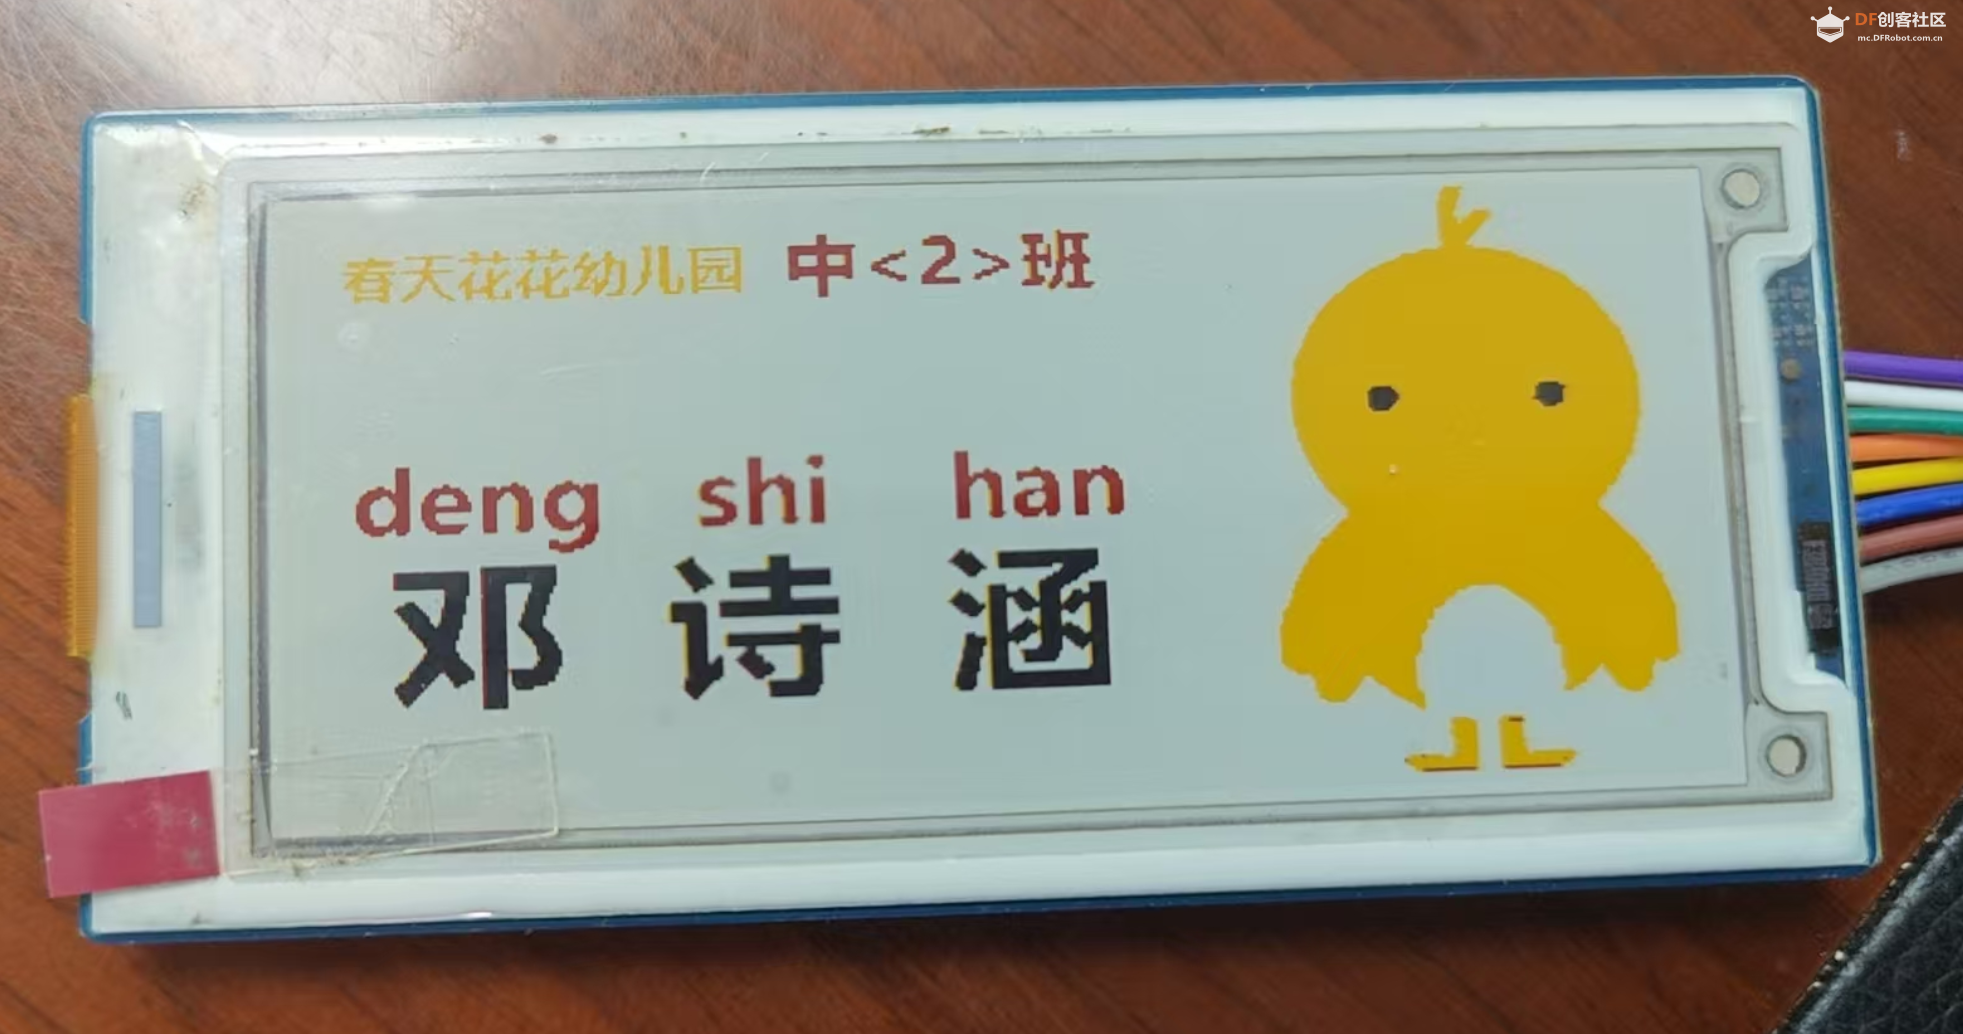 DF创客社区
mc.DFRobot.com.cn
春天花花幼儿园 中<2>班
deng shi han
邓 诗 涵